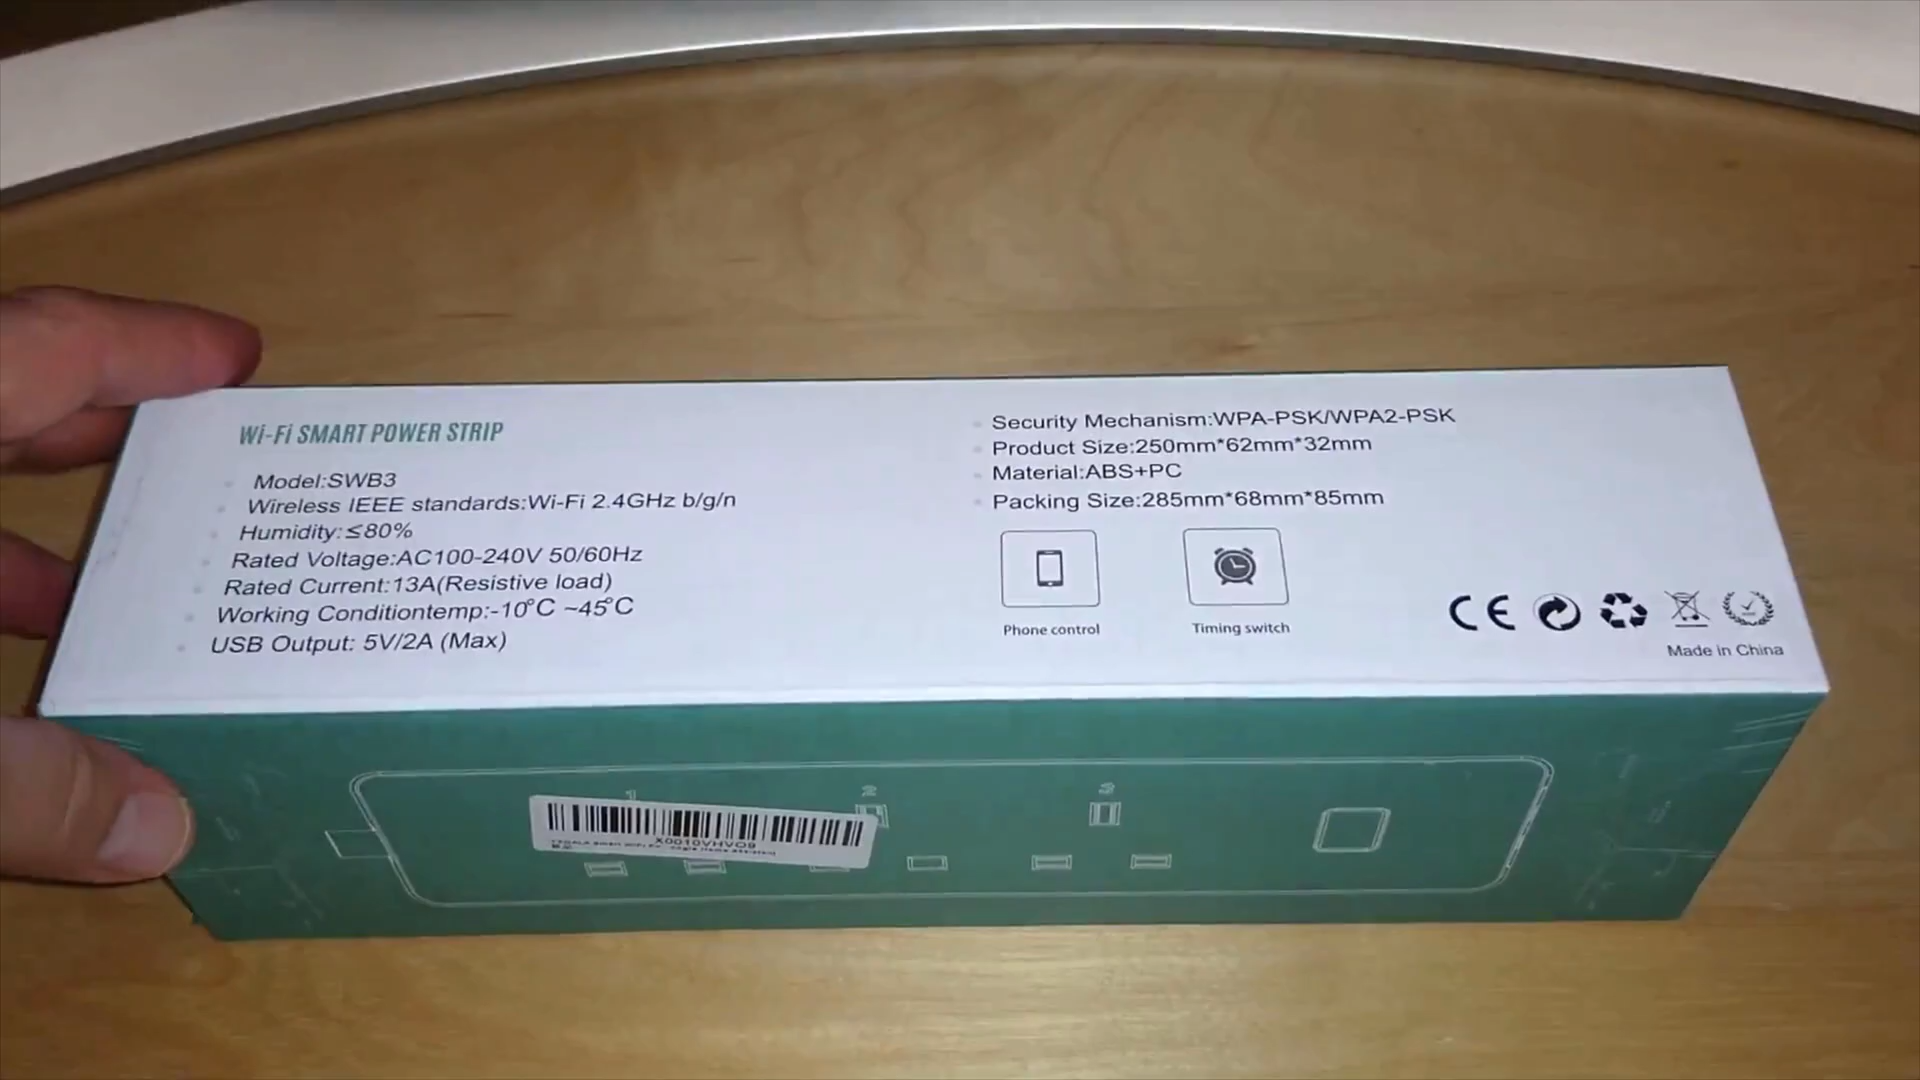 Wi-Fi SMART POWER STRIP
Model:SWB3
Wireless IEEE standards:Wi-Fi 2.4GHz b/g/n
Humidity:≤80%
Rated Voltage:AC100-240V 50/60Hz
Rated Current:13A(Resistive load)
Working Conditiontemp:-10°C ~45°C
USB Output: 5V/2A (Max)
Security Mechanism:WPA-PSK/WPA2-PSK
Product Size:250mm*62mm*32mm
Material:ABS+PC
Packing Size:285mm*68mm*85mm
Phone control
Timing switch
CE
Made in China
1
2
3
X0010VHVO9